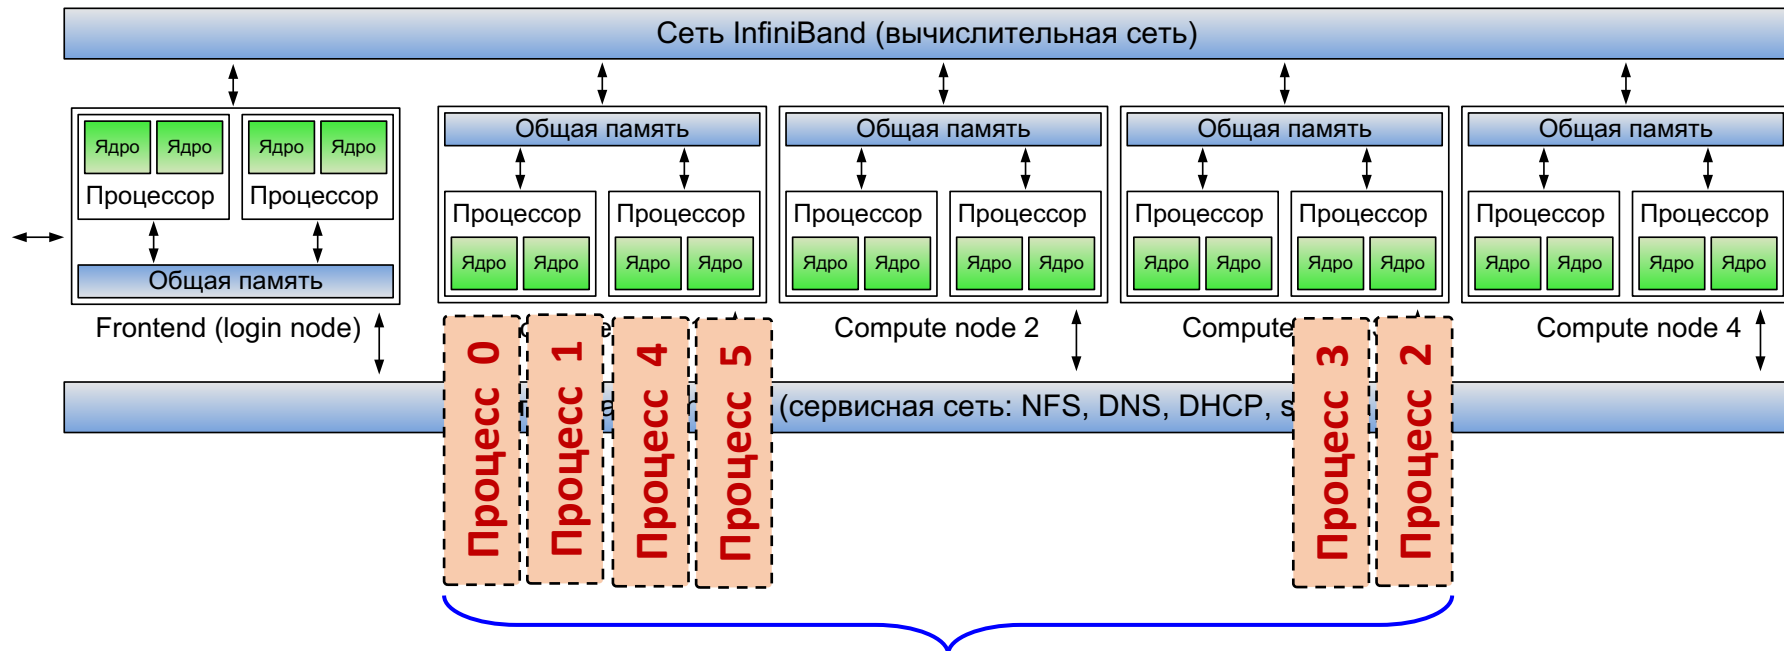 Сеть InfiniBand (вычислительная сеть)
Ядро Ядро Ядро Ядро
Процессор Процессор
Общая память
Frontend (login node)
Общая память
Процессор Процессор
Ядро Ядро Ядро Ядро
Общая память
Процессор Процессор
Ядро Ядро Ядро Ядро
Compute node 2
Общая память
Процессор Процессор
Ядро Ядро Ядро Ядро
Compute
Общая память
Процессор Процессор
Ядро Ядро Ядро Ядро
Compute node 4
(сервисная сеть: NFS, DNS, DHCP, s
Процесс 0
Процесс 1
Процесс 4
Процесс 5
Процесс 3
Процесс 2